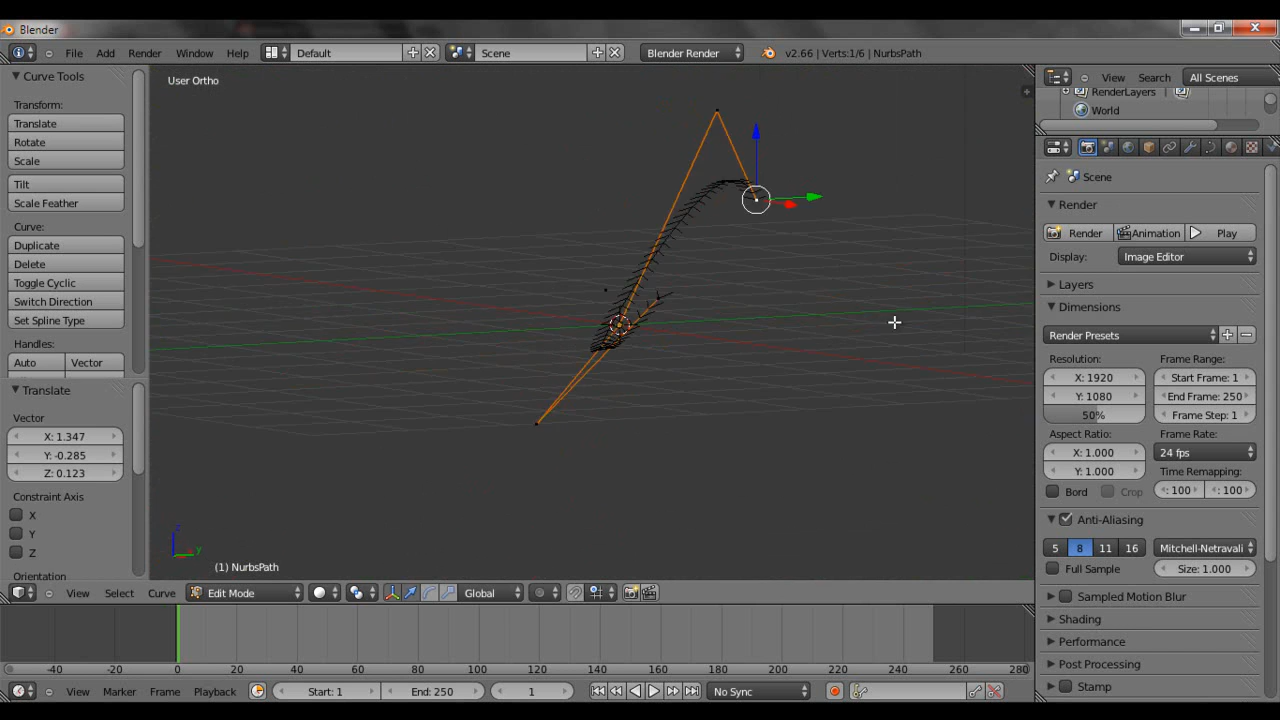 Blender
File Add Render Window Help Default Scene Blender Render v2.66 | Verts:1/6 | NurbsPath
Curve Tools
Transform:
Translate
Rotate
Scale
Tilt
Scale Feather
Curve:
Duplicate
Delete
Toggle Cyclic
Switch Direction
Set Spline Type
Handles:
Auto Vector
Translate
Vector
X: 1.347
Y: -0.285
Z: 0.123
Constraint Axis
X
Y
Z
Orientation
User Ortho
z
y
(1) NurbsPath
View Select Curve Edit Mode Global
-40 -20 0 20 40 60 80 100 120 140 160 180 200 220 240 260 280
View Marker Frame Playback Start: 1 End: 250 1 No Sync
View Search All Scenes
RenderLayers
World
Scene
Render
Render Animation Play
Display: Image Editor
Layers
Dimensions
Render Presets
Resolution: Frame Range:
X: 1920 Start Frame: 1
Y: 1080 End Frame: 250
50% Frame Step: 1
Aspect Ratio: Frame Rate:
X: 1.000 24 fps
Y: 1.000 Time Remapping:
Bord Crop : 100 : 100
Anti-Aliasing
5 8 11 16 Mitchell-Netravali
Full Sample Size: 1.000
Sampled Motion Blur
Shading
Performance
Post Processing
Stamp